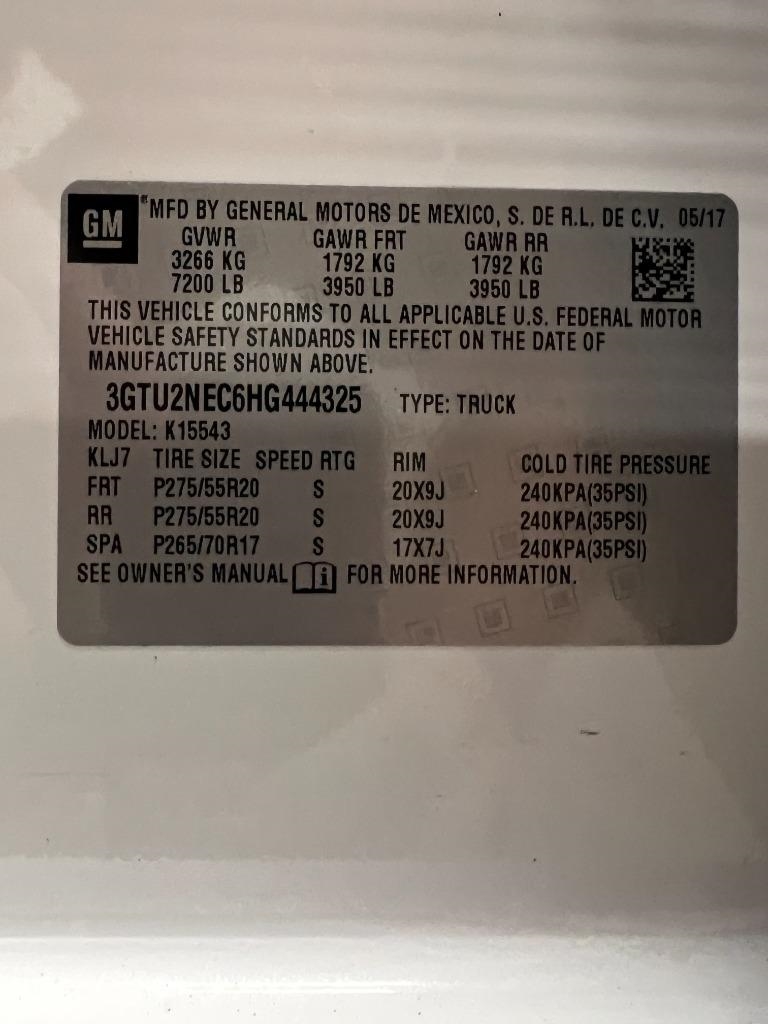 GM
®MFD BY GENERAL MOTORS DE MEXICO, S. DE R.L. DE C.V. 05/17
GVWR GAWR FRT GAWR RR
3266 KG 1792 KG 1792 KG
7200 LB 3950 LB 3950 LB
THIS VEHICLE CONFORMS TO ALL APPLICABLE U.S. FEDERAL MOTOR
VEHICLE SAFETY STANDARDS IN EFFECT ON THE DATE OF
MANUFACTURE SHOWN ABOVE.
3GTU2NEC6HG444325 TYPE: TRUCK
MODEL: K15543
KLJ7 TIRE SIZE SPEED RTG RIM COLD TIRE PRESSURE
FRT P275/55R20 S 20X9J 240KPA(35PSI)
RR P275/55R20 S 20X9J 240KPA(35PSI)
SPA P265/70R17 S 17X7J 240KPA(35PSI)
SEE OWNER'S MANUAL i FOR MORE INFORMATION.